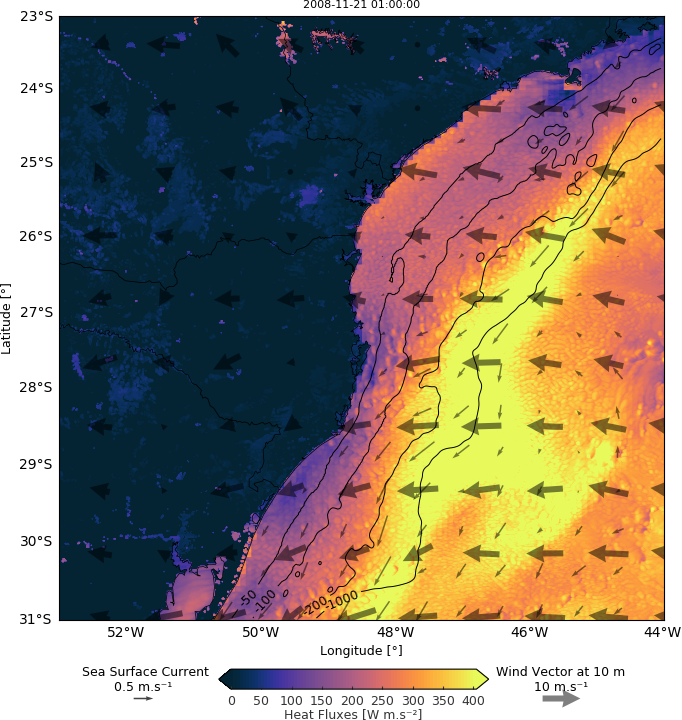 2008-11-21 01:00:00
23°S
24°S
25°S
26°S
27°S
28°S
29°S
30°S
31°S
Latitude [°]
-50
-100
-200
-1000
52°W 50°W 48°W 46°W 44°W
Longitude [°]
Sea Surface Current
0.5 m.s⁻¹
Wind Vector at 10 m
10 m.s⁻¹
0 50 100 150 200 250 300 350 400
Heat Fluxes [W m.s⁻²]